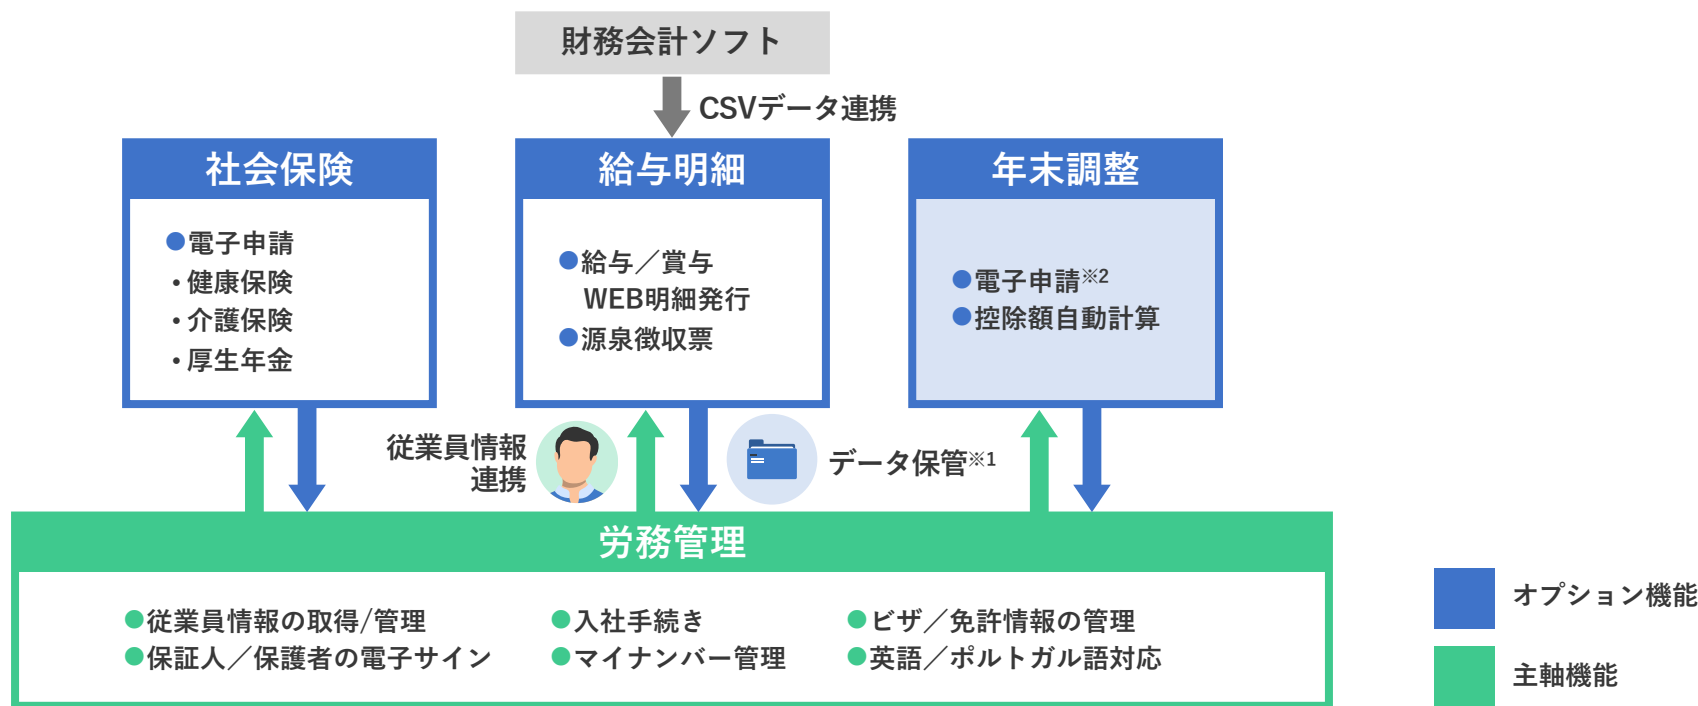 財務会計ソフト
CSVデータ連携
社会保険
●電子申請
・健康保険
・介護保険
・厚生年金
給与明細
●給与／賞与
WEB明細発行
●源泉徴収票
年末調整
●電子申請※2
●控除額自動計算
従業員情報
連携
データ保管※1
労務管理
●従業員情報の取得/管理
●保証人／保護者の電子サイン
●入社手続き
●マイナンバー管理
●ビザ／免許情報の管理
●英語／ポルトガル語対応
オプション機能
主軸機能